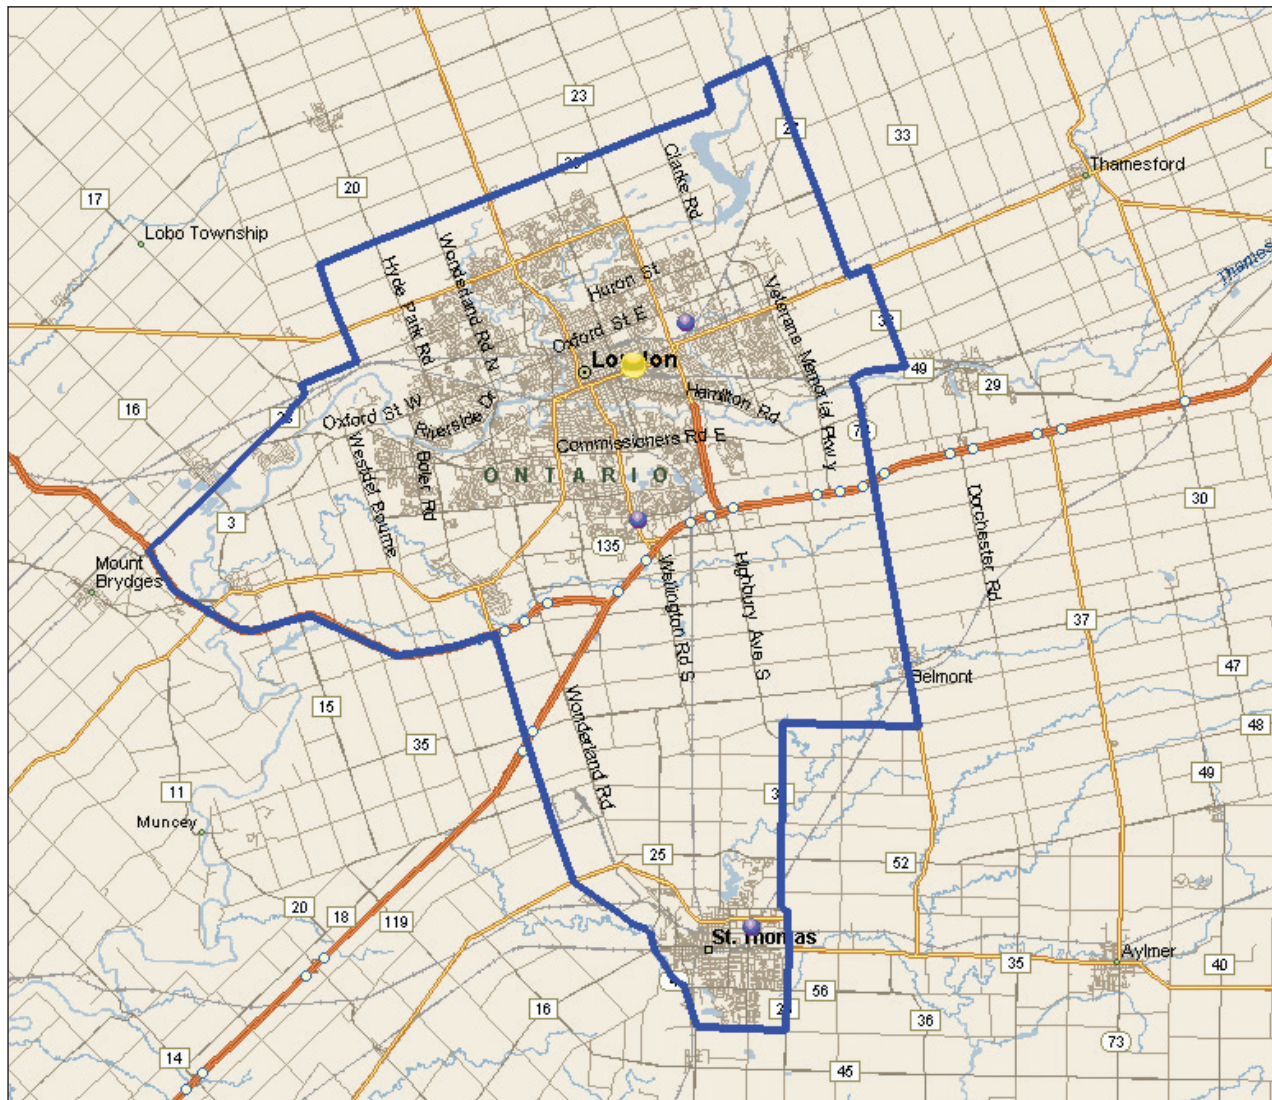 23
27
33
Clarke Rd
Thamesford
20
17
Lobo Township
Hyde Park Rd
Wonderland Rd N
Huron St
Veterans Memorial Pkwy
Thames
Oxford St E
London
49
29
16
Oxford St W
Riverside Dr
Hamilton Rd
Commissioners Rd E
ONTARIO
Westdel Bourne
Boler Rd
Dorchester Rd
30
3
135
Mount
Brydges
Wellington Rd S
Highbury Ave S
37
Belmont
47
15
Wonderland Rd
35
48
49
11
Muncey
25
52
20
18
119
St. Thomas
Aylmer
35
40
56
16
36
73
14
45